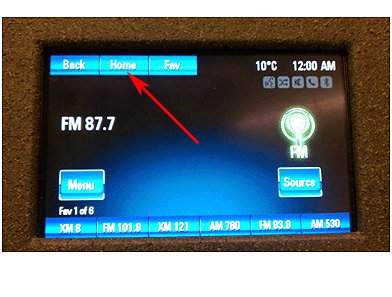 Back Home Fav 10°C 12:00 AM
FM 87.7
FM
Menu Source
Fav 1 of 6
XM 8 FM 101.9 XM 121 AM 760 FM 93.9 AM 530